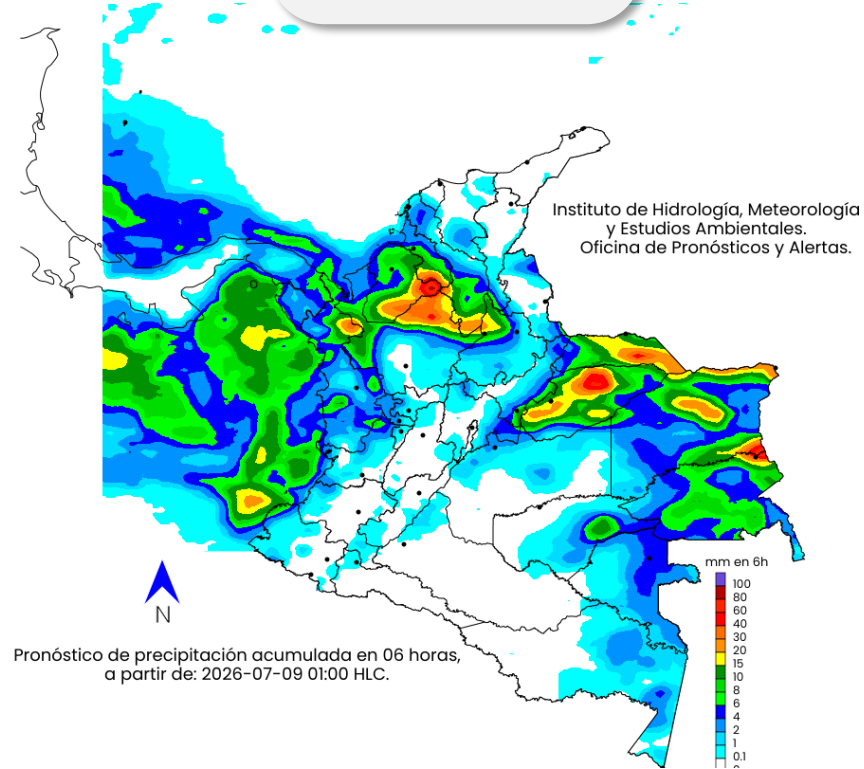 Instituto de Hidrología, Meteorología
y Estudios Ambientales.
Oficina de Pronósticos y Alertas.
mm en 6h
100
80
60
40
30
20
15
10
8
6
4
2
1
0.1
N
Pronóstico de precipitación acumulada en 06 horas,
a partir de: 2026-07-09 01:00 HLC.